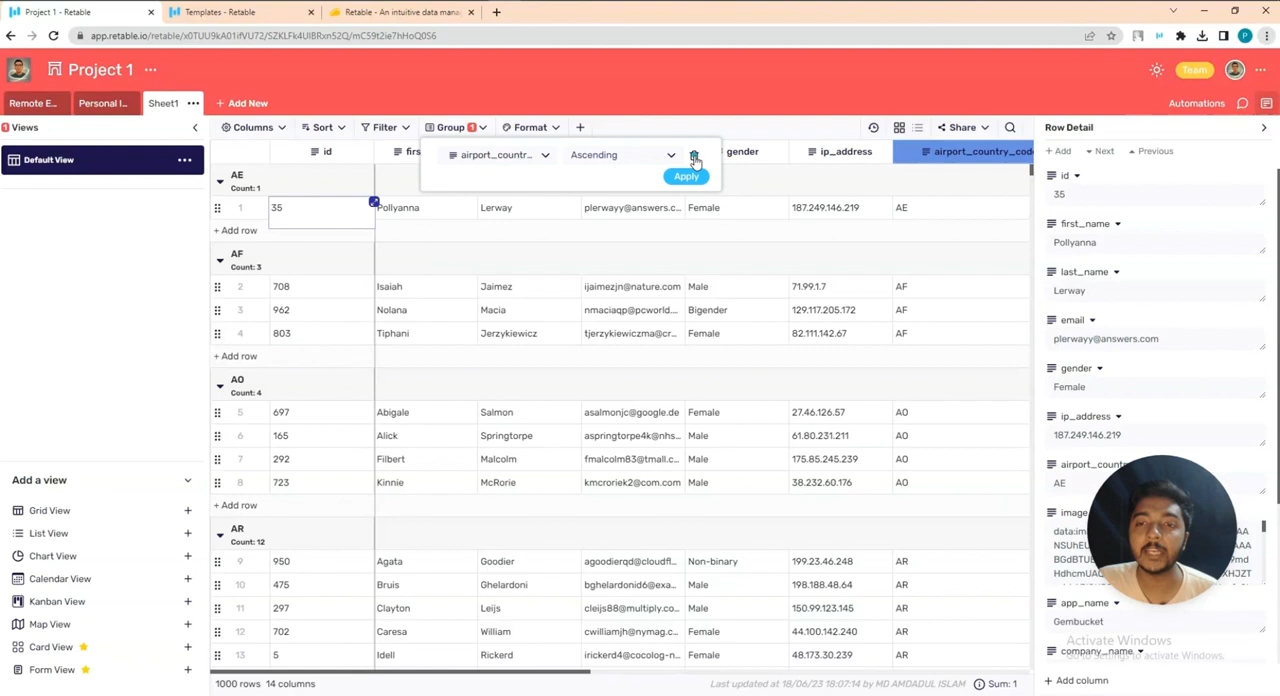 Project 1 - Retable
Templates - Retable
Retable - An intuitive data mana
app.retable.io/retable/x0TUU9kA01ifVU72/SZKLFk4UIBRxn52Q/mC59t2ie7hHoQ6
P
Project 1
Team
Remote E...
Personal I...
Sheet1
+ Add New
Automations
1 Views
Columns
Sort
Filter
Group 1
Format
Share
Row Detail
Default View
id
gender
ip_address
airport_country_cod
+ Add
Next
Previous
airport_countr...
Ascending
Apply
AE
Count: 1
1 35 Pollyanna Lerway plerwayy@answers.c... Female 187.249.146.219 AE
+ Add row
AF
Count: 3
2 708 Isaiah Jaimez ijaimezjn@nature.com Male 71.99.1.7 AF
3 962 Nolana Macia nmaciaqp@pcworld.... Bigender 129.117.205.172 AF
4 803 Tiphani Jerzykiewicz tjerzykiewiczma@cr... Female 82.111.142.67 AF
+ Add row
AO
Count: 4
5 697 Abigale Salmon asalmonjc@google.de Female 27.46.126.57 AO
6 165 Alick Springtorpe aspringtorpe4k@nhs... Male 61.80.231.211 AO
7 292 Filbert Malcolm fmalcolm83@tmall.c... Male 175.85.245.239 AO
8 723 Kinnie McRorie kmcroriek2@com.com Male 38.232.60.176 AO
+ Add row
AR
Count: 12
9 950 Agata Goodier agoodierqd@cloudfl... Non-binary 199.23.46.248 AR
10 475 Bruis Ghelardoni bghelardonid6@exa... Male 198.188.48.64 AR
11 297 Clayton Leijs cleijs88@multiply.co... Male 150.99.123.145 AR
12 702 Caresa William cwilliamjh@nymag.c... Female 44.100.142.240 AR
13 5 Idell Rickerd irickerd4@cocolog-n... Female 48.173.30.239 AR
id
35
first_name
Pollyanna
last_name
Lerway
email
plerwayy@answers.com
gender
Female
ip_address
187.249.146.219
airport_count
AE
image
data:im
app_name
Gembucket
company_name
+ Add column
Add a view
Grid View
List View
Chart View
Calendar View
Kanban View
Map View
Card View
Form View
1000 rows 14 columns
Last updated at 18/06/23 18:07:14 by MD AMDADUL ISLAM
Sum: 1
Activate Windows
Go to Settings to activate Windows.